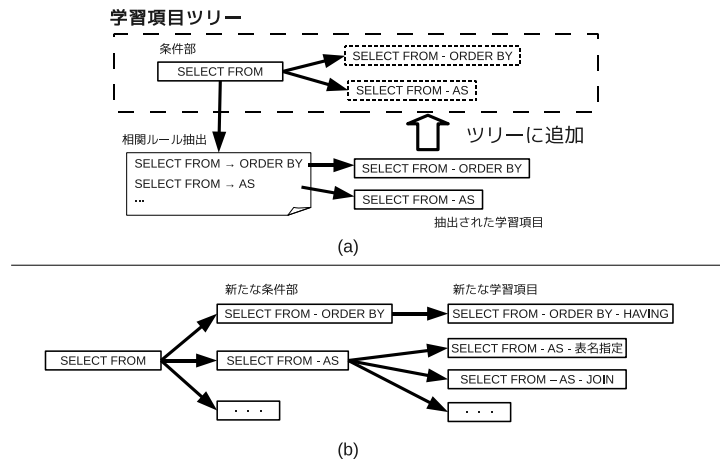 学習項目ツリー
条件部
SELECT FROM
SELECT FROM - ORDER BY
SELECT FROM - AS
相関ルール抽出
SELECT FROM → ORDER BY
SELECT FROM → AS
...
ツリーに追加
SELECT FROM - ORDER BY
SELECT FROM - AS
抽出された学習項目
(a)
新たな条件部
新たな学習項目
SELECT FROM
SELECT FROM - ORDER BY
SELECT FROM - ORDER BY - HAVING
SELECT FROM - AS
SELECT FROM - AS - 表名指定
SELECT FROM – AS - JOIN
・・・
・・・
(b)